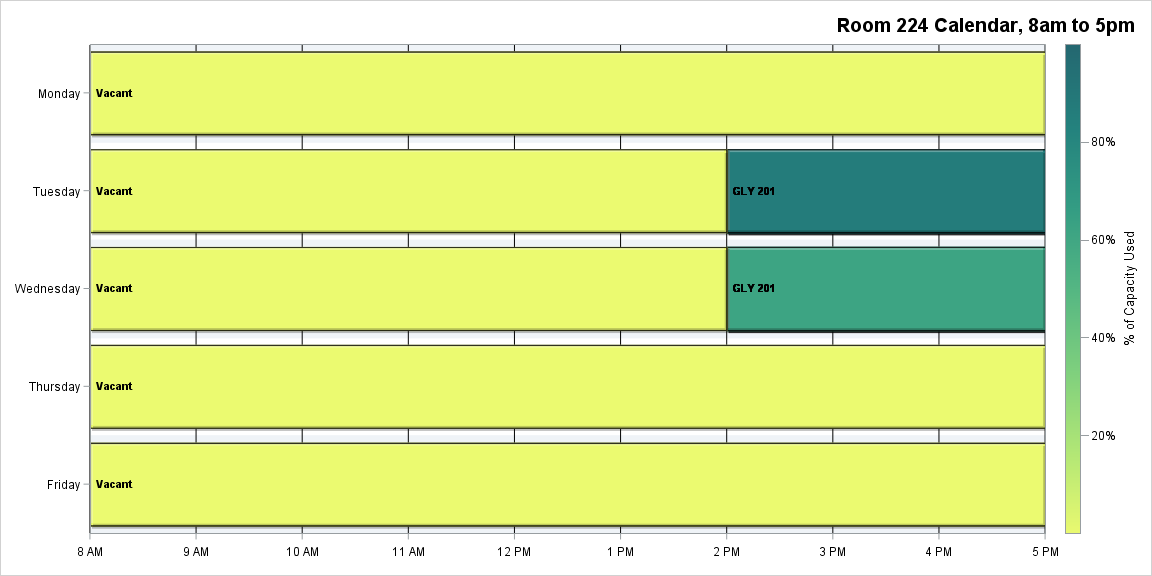 Room 224 Calendar, 8am to 5pm
Monday
Vacant
Tuesday
Vacant
GLY 201
Wednesday
Vacant
GLY 201
Thursday
Vacant
Friday
Vacant
8 AM
9 AM
10 AM
11 AM
12 PM
1 PM
2 PM
3 PM
4 PM
5 PM
80%
60%
40%
20%
% of Capacity Used